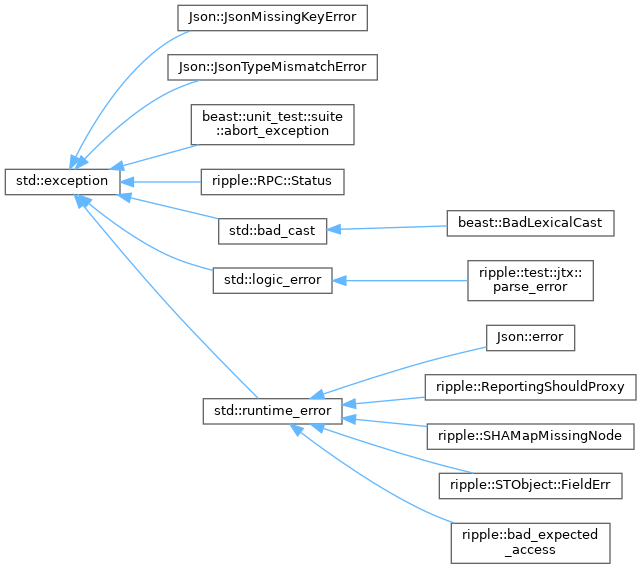 Json::JsonMissingKeyError
Json::JsonTypeMismatchError
beast::unit_test::suite
::abort_exception
std::exception
ripple::RPC::Status
std::bad_cast
beast::BadLexicalCast
std::logic_error
ripple::test::jtx::
parse_error
Json::error
ripple::ReportingShouldProxy
std::runtime_error
ripple::SHAMapMissingNode
ripple::STObject::FieldErr
ripple::bad_expected
_access